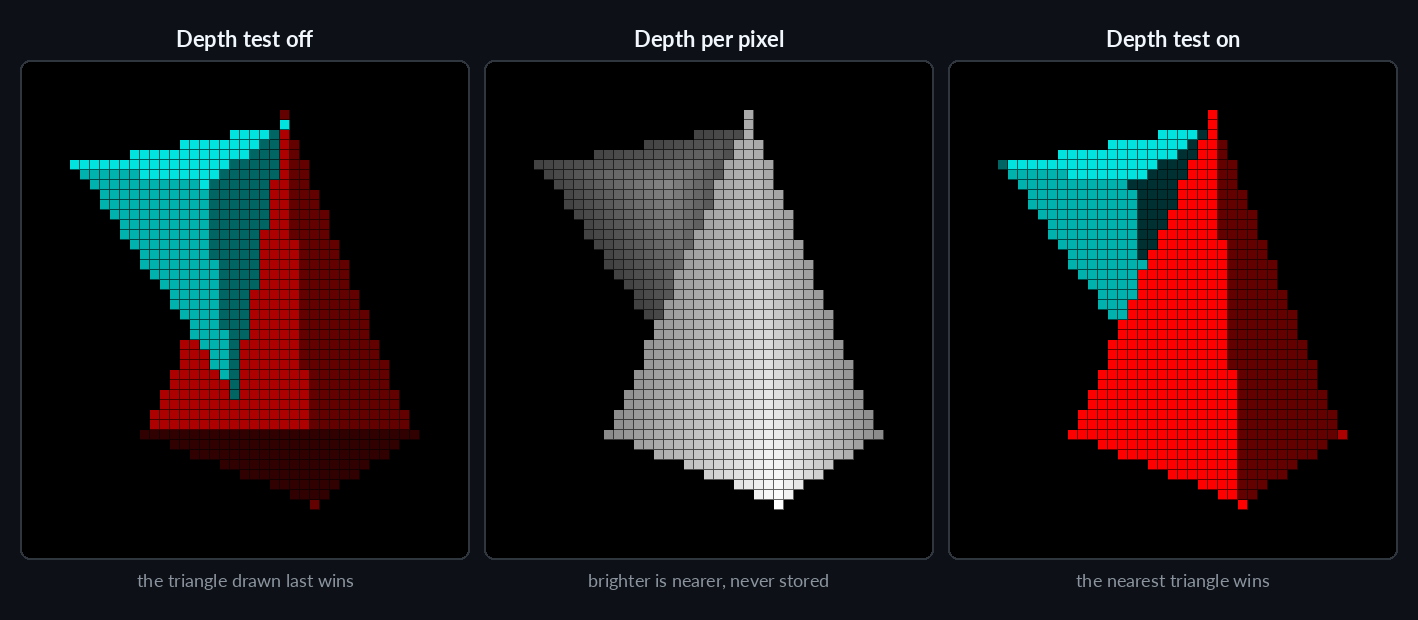 Depth test off
Depth per pixel
Depth test on
the triangle drawn last wins
brighter is nearer, never stored
the nearest triangle wins